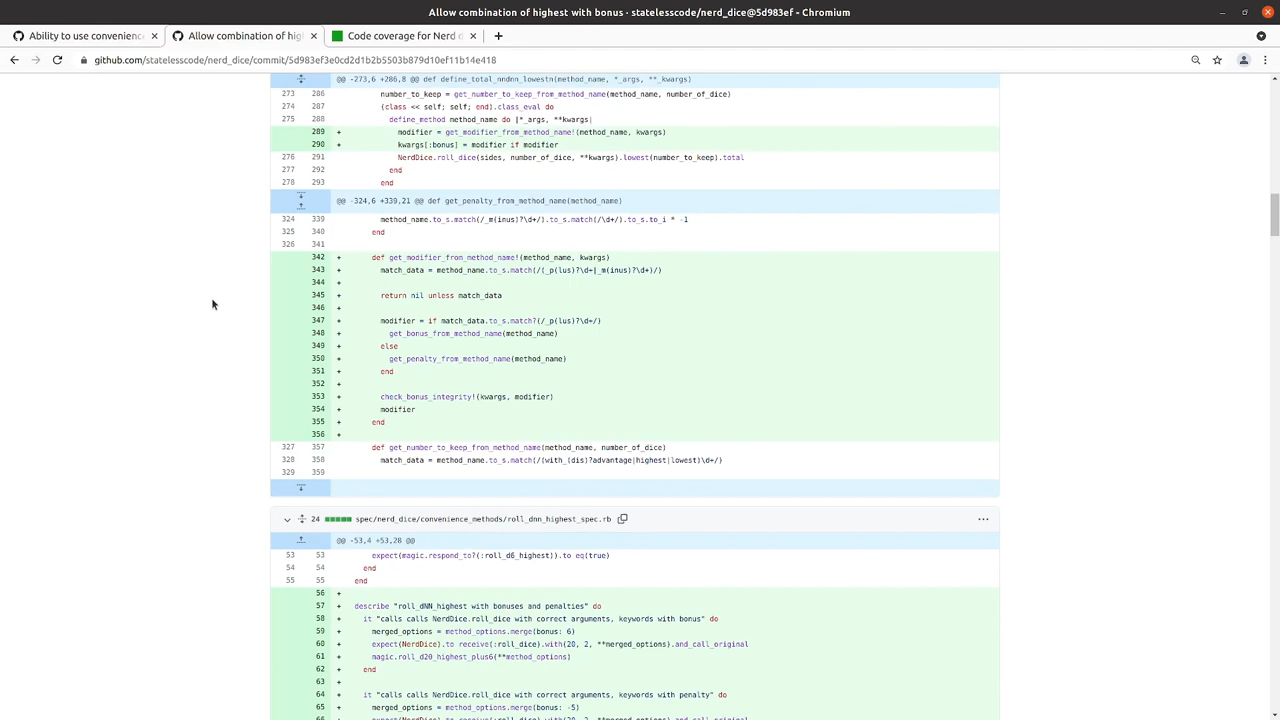 Allow combination of highest with bonus · statelesscode/nerd_dice@5d983ef - Chromium
Ability to use convenienc
Allow combination of hig
Code coverage for Nerd d
github.com/statelesscode/nerd_dice/commit/5d983ef3e0cd2d1b2b5503b879d10ef11b14e418
@@ -273,6 +286,8 @@ def define_total_nndnn_lowestn(method_name, *_args, **_kwargs)
273 286 number_to_keep = get_number_to_keep_from_method_name(method_name, number_of_dice)
274 287 (class << self; self; end).class_eval do
275 288 define_method method_name do |*_args, **kwargs|
289 + modifier = get_modifier_from_method_name!(method_name, kwargs)
290 + kwargs[:bonus] = modifier if modifier
276 291 NerdDice.roll_dice(sides, number_of_dice, **kwargs).lowest(number_to_keep).total
277 292 end
278 293 end
@@ -324,6 +339,21 @@ def get_penalty_from_method_name(method_name)
324 339 method_name.to_s.match(/_m(inus)?\d+/).to_s.match(/\d+/).to_s.to_i * -1
325 340 end
326 341
342 + def get_modifier_from_method_name!(method_name, kwargs)
343 + match_data = method_name.to_s.match(/(_p(lus)?\d+|_m(inus)?\d+)/)
344 +
345 + return nil unless match_data
346 +
347 + modifier = if match_data.to_s.match?(/_p(lus)?\d+/)
348 + get_bonus_from_method_name(method_name)
349 + else
350 + get_penalty_from_method_name(method_name)
351 + end
352 +
353 + check_bonus_integrity!(kwargs, modifier)
354 + modifier
355 + end
356 +
327 357 def get_number_to_keep_from_method_name(method_name, number_of_dice)
328 358 match_data = method_name.to_s.match(/(with_(dis)?advantage|highest|lowest)\d+/)
329 359
24 spec/nerd_dice/convenience_methods/roll_dnn_highest_spec.rb
@@ -53,4 +53,28 @@
53 53 expect(magic.respond_to?(:roll_d6_highest)).to eq(true)
54 54 end
55 55 end
56 +
57 + describe "roll_dNN_highest with bonuses and penalties" do
58 + it "calls calls NerdDice.roll_dice with correct arguments, keywords with bonus" do
59 + merged_options = method_options.merge(bonus: 6)
60 + expect(NerdDice).to receive(:roll_dice).with(20, 2, **merged_options).and_call_original
61 + magic.roll_d20_highest_plus6(**method_options)
62 + end
63 +
64 + it "calls calls NerdDice.roll_dice with correct arguments, keywords with penalty" do
65 + merged_options = method_options.merge(bonus: -5)
66 + expect(NerdDice).to receive(:roll_dice).with(20, 2, **merged_options).and_call_original